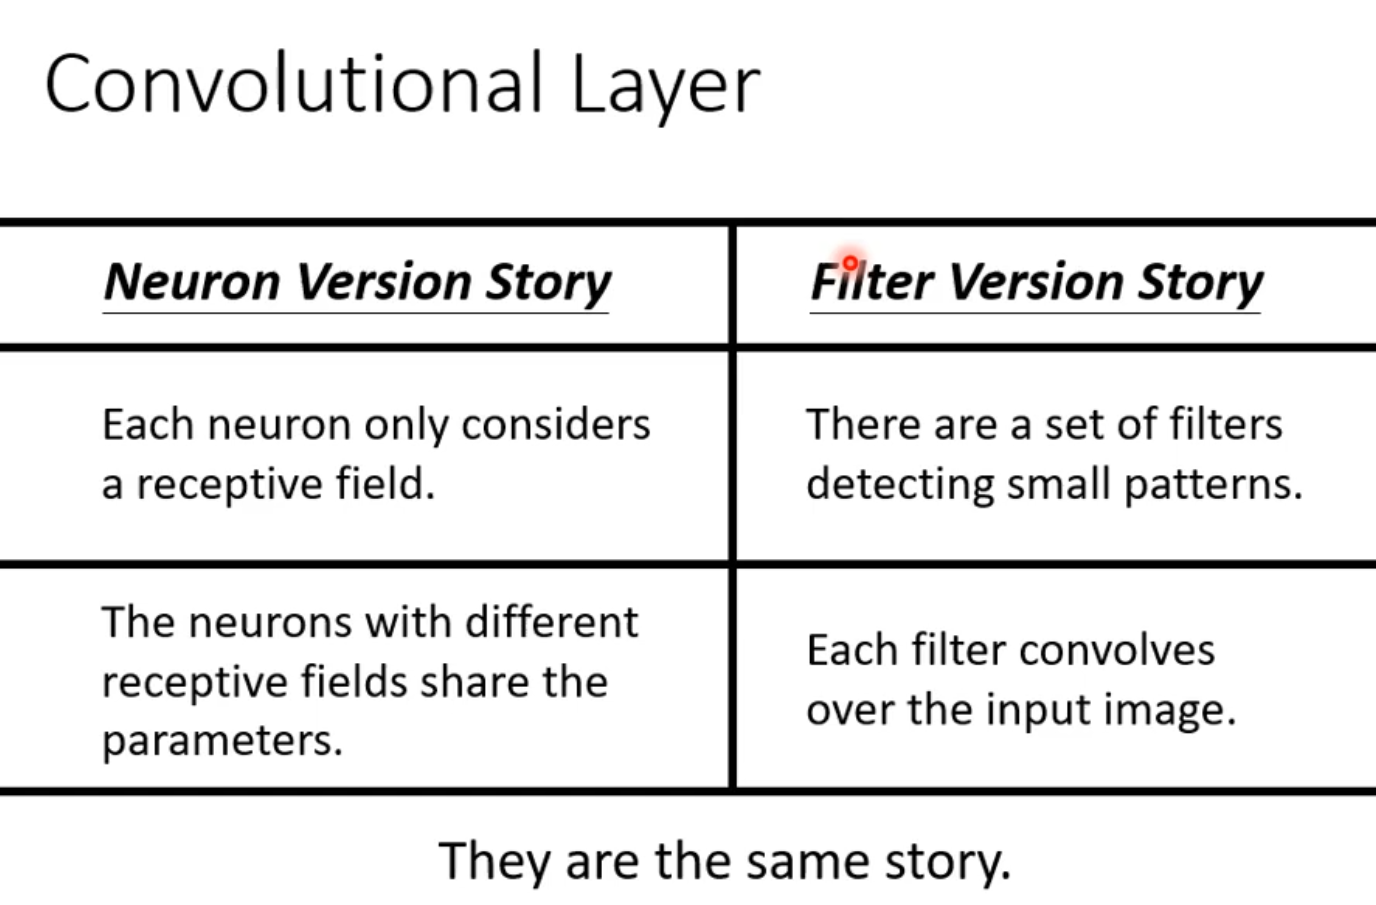 Convolutional Layer
Neuron Version Story
Filter Version Story
Each neuron only considers
a receptive field.
There are a set of filters
detecting small patterns.
The neurons with different
receptive fields share the
parameters.
Each filter convolves
over the input image.
They are the same story.